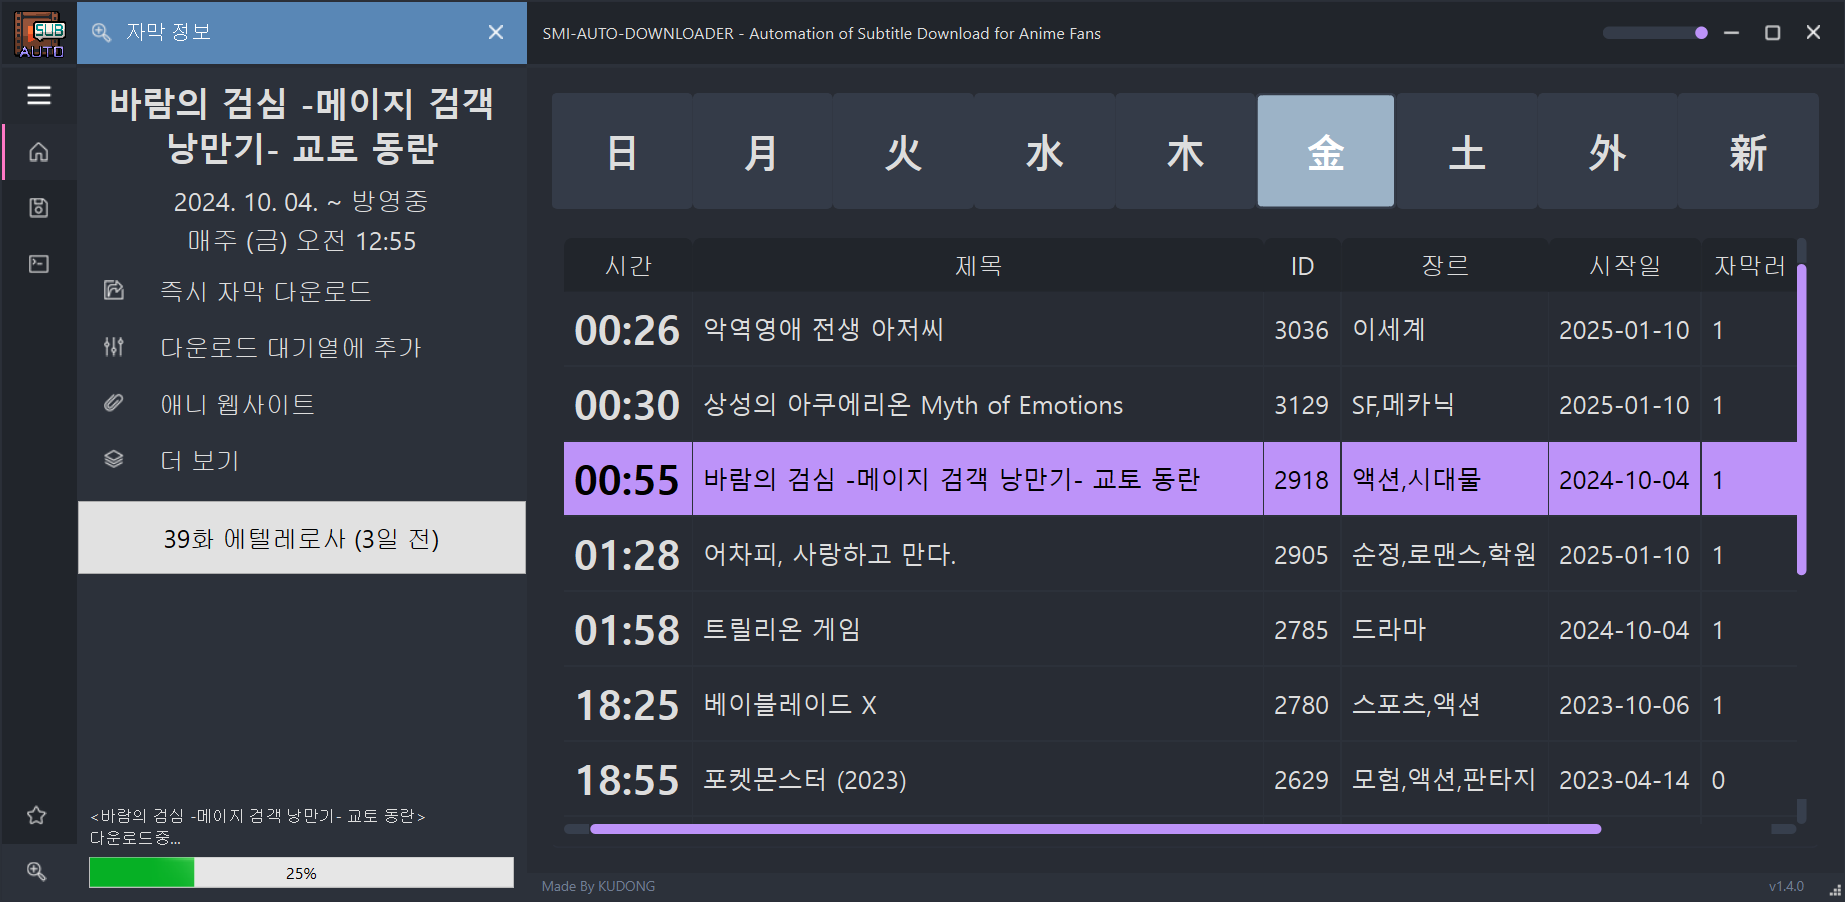 SUB
AUTO
자막 정보
SMI-AUTO-DOWNLOADER - Automation of Subtitle Download for Anime Fans
바람의 검심 -메이지 검객
낭만기- 교토 동란
2024. 10. 04. ~ 방영중
매주 (금) 오전 12:55
즉시 자막 다운로드
다운로드 대기열에 추가
애니 웹사이트
더 보기
39화 에텔레로사 (3일 전)
<바람의 검심 -메이지 검객 낭만기- 교토 동란>
다운로드중...
25%
日 月 火 水 木 金 土 外 新
시간 제목 ID 장르 시작일 자막러
00:26 악역영애 전생 아저씨 3036 이세계 2025-01-10 1
00:30 상성의 아쿠에리온 Myth of Emotions 3129 SF,메카닉 2025-01-10 1
00:55 바람의 검심 -메이지 검객 낭만기- 교토 동란 2918 액션,시대물 2024-10-04 1
01:28 어차피, 사랑하고 만다. 2905 순정,로맨스,학원 2025-01-10 1
01:58 트릴리온 게임 2785 드라마 2024-10-04 1
18:25 베이블레이드 X 2780 스포츠,액션 2023-10-06 1
18:55 포켓몬스터 (2023) 2629 모험,액션,판타지 2023-04-14 0
Made By KUDONG
v1.4.0